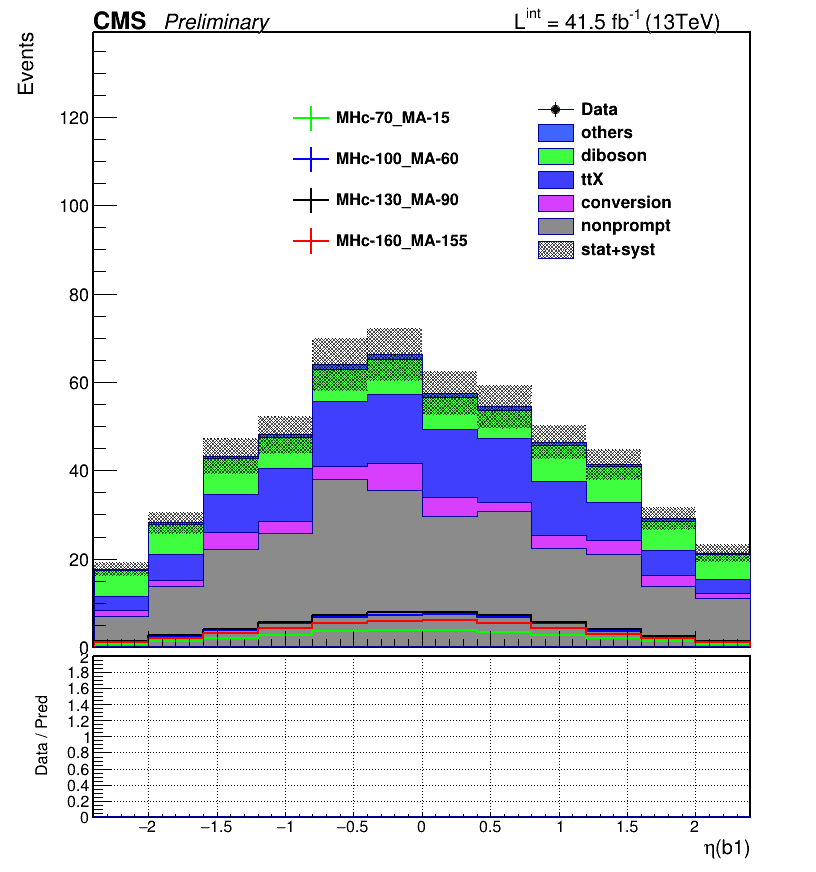 CMS Preliminary L^int = 41.5 fb^-1 (13TeV)
Events
120
100
80
60
40
20
0
MHc-70_MA-15
MHc-100_MA-60
MHc-130_MA-90
MHc-160_MA-155
Data
others
diboson
ttX
conversion
nonprompt
stat+syst
Data / Pred
2
1.8
1.6
1.4
1.2
1
0.8
0.6
0.4
0.2
0
−2 −1.5 −1 −0.5 0 0.5 1 1.5 2
η(b1)